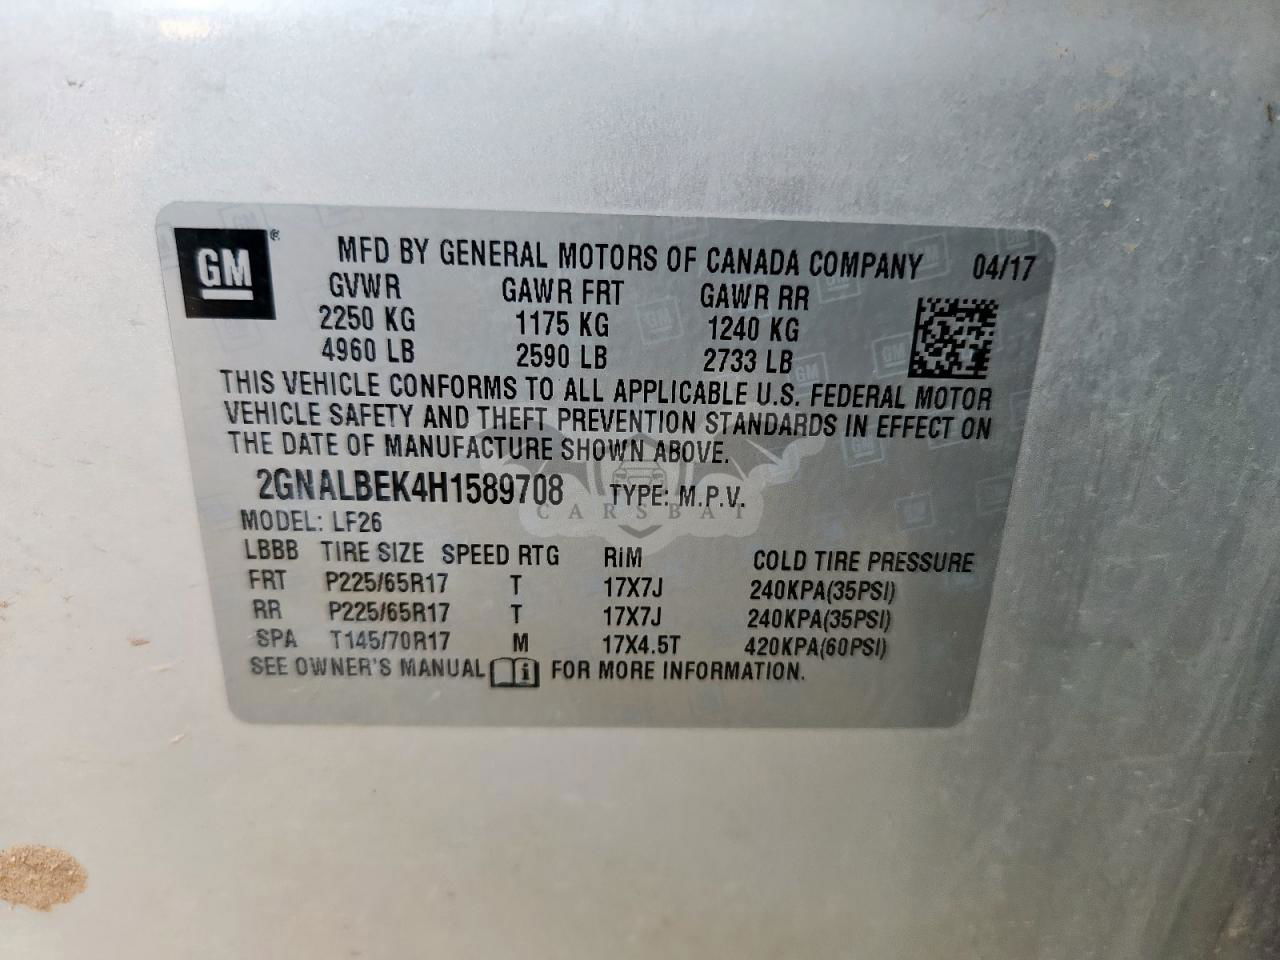 GM® MFD BY GENERAL MOTORS OF CANADA COMPANY 04/17
GVWR GAWR FRT GAWR RR
2250 KG 1175 KG 1240 KG
4960 LB 2590 LB 2733 LB
THIS VEHICLE CONFORMS TO ALL APPLICABLE U.S. FEDERAL MOTOR
VEHICLE SAFETY AND THEFT PREVENTION STANDARDS IN EFFECT ON
THE DATE OF MANUFACTURE SHOWN ABOVE.
2GNALBEK4H1589708 TYPE: M.P.V.
CARSBAT
MODEL: LF26
LBBB TIRE SIZE SPEED RTG RIM COLD TIRE PRESSURE
FRT P225/65R17 T 17X7J 240KPA(35PSI)
RR P225/65R17 T 17X7J 240KPA(35PSI)
SPA T145/70R17 M 17X4.5T 420KPA(60PSI)
SEE OWNER'S MANUAL i FOR MORE INFORMATION.